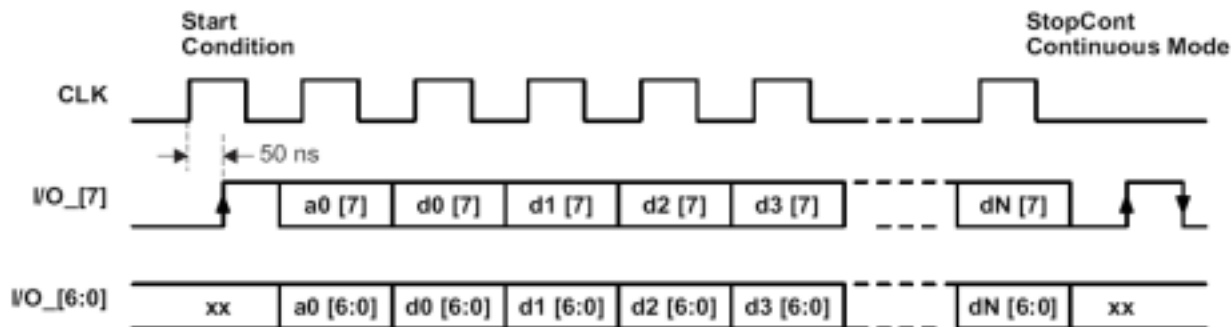 Start
Condition
StopCont
Continuous Mode
CLK
50 ns
I/O_[7]
a0 [7] d0 [7] d1 [7] d2 [7] d3 [7] dN [7]
I/O_[6:0]
xx a0 [6:0] d0 [6:0] d1 [6:0] d2 [6:0] d3 [6:0] dN [6:0] xx